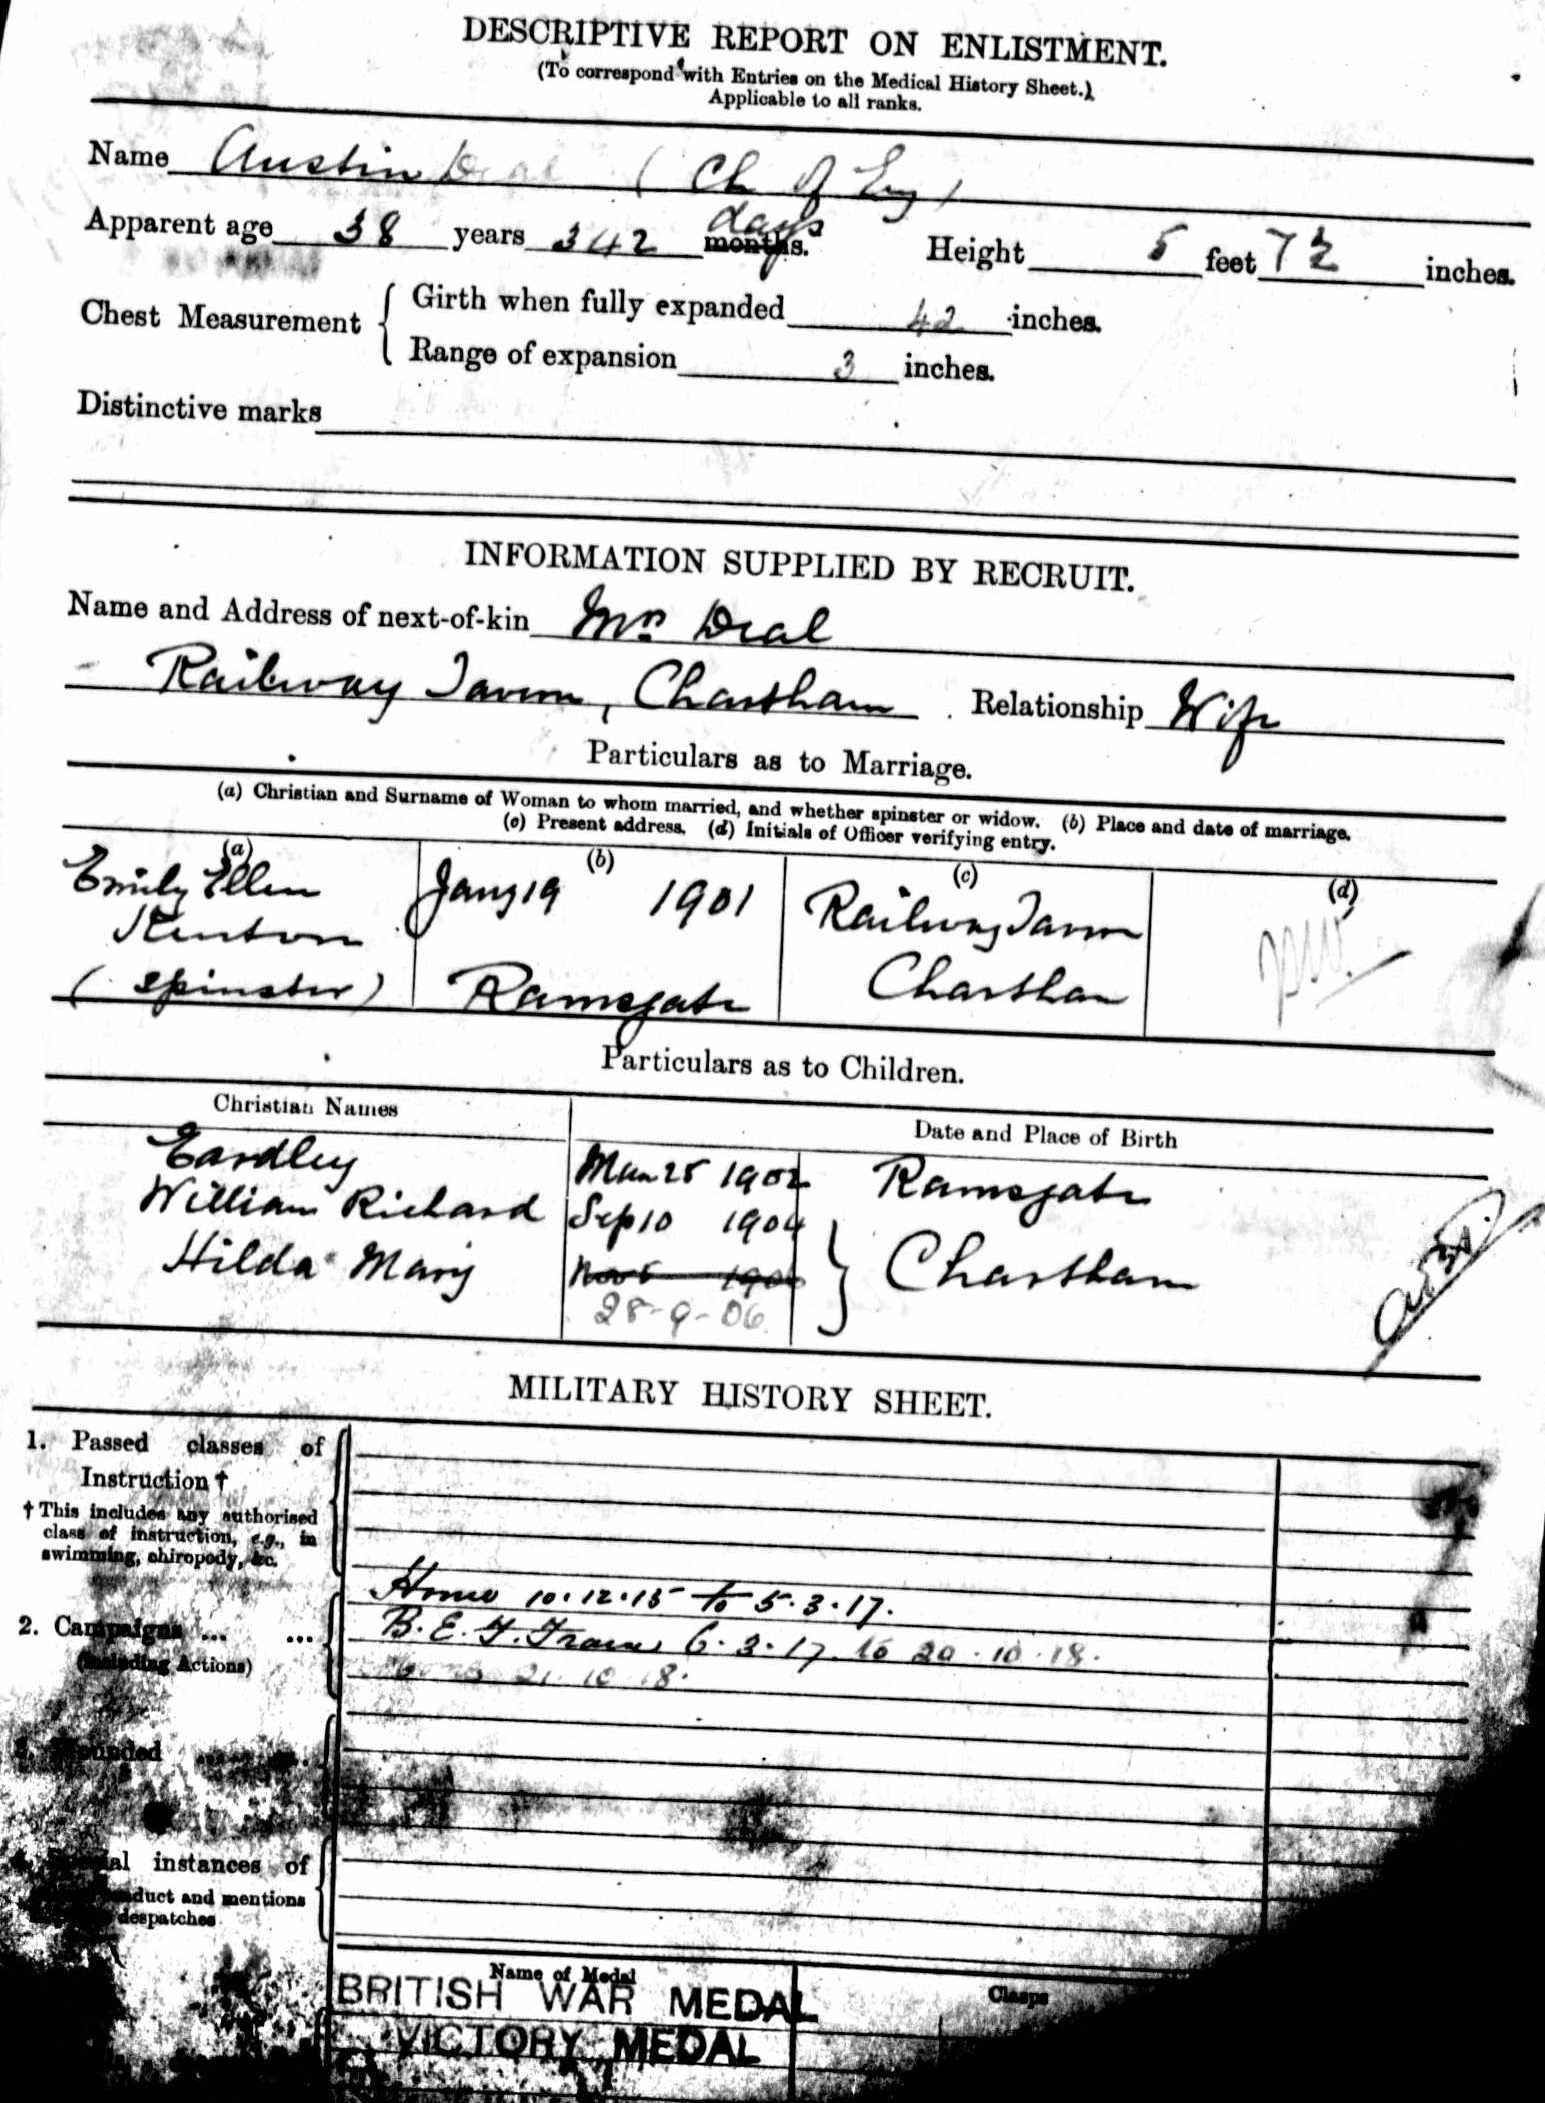 DESCRIPTIVE REPORT ON ENLISTMENT.
(To correspond with Entries on the Medical History Sheet.)
Applicable to all ranks.
Name Austin Deal (Ch of Eng)
Apparent age 38 years 342 months. days Height 5 feet 7½ inches.
Chest Measurement { Girth when fully expanded 42 inches.
Range of expansion 3 inches.
Distinctive marks
INFORMATION SUPPLIED BY RECRUIT.
Name and Address of next-of-kin Mrs Deal
Railway Tavern, Chartham. Relationship Wife
Particulars as to Marriage.
(a) Christian and Surname of Woman to whom married, and whether spinster or widow. (b) Place and date of marriage.
(c) Present address. (d) Initials of Officer verifying entry.
(a) (b) (c) (d)
Emily Ellen Jany 19 1901 Railway Tavern
Kenton Chartham
(spinster) Ramsgate
Particulars as to Children.
Christian Names Date and Place of Birth
Eardley Mar 25 1902 Ramsgate
William Richard Sep 10 1904
Hilda Mary Nov 5 1906 } Chartham
28-9-06
MILITARY HISTORY SHEET.
1. Passed classes of
Instruction †
† This includes any authorised
class of instruction, e.g., in
swimming, chiropody, &c.
Home 10.12.15 to 5.3.17.
2. Campaigns ... ...
B.E.F. France 6.3.17 to 20.10.18.
(including Actions)
Home 21 10 18.
3. Wounded
4. Special instances of
conduct and mentions
despatches
Name of Medal Clasps
BRITISH WAR MEDAL
VICTORY MEDAL